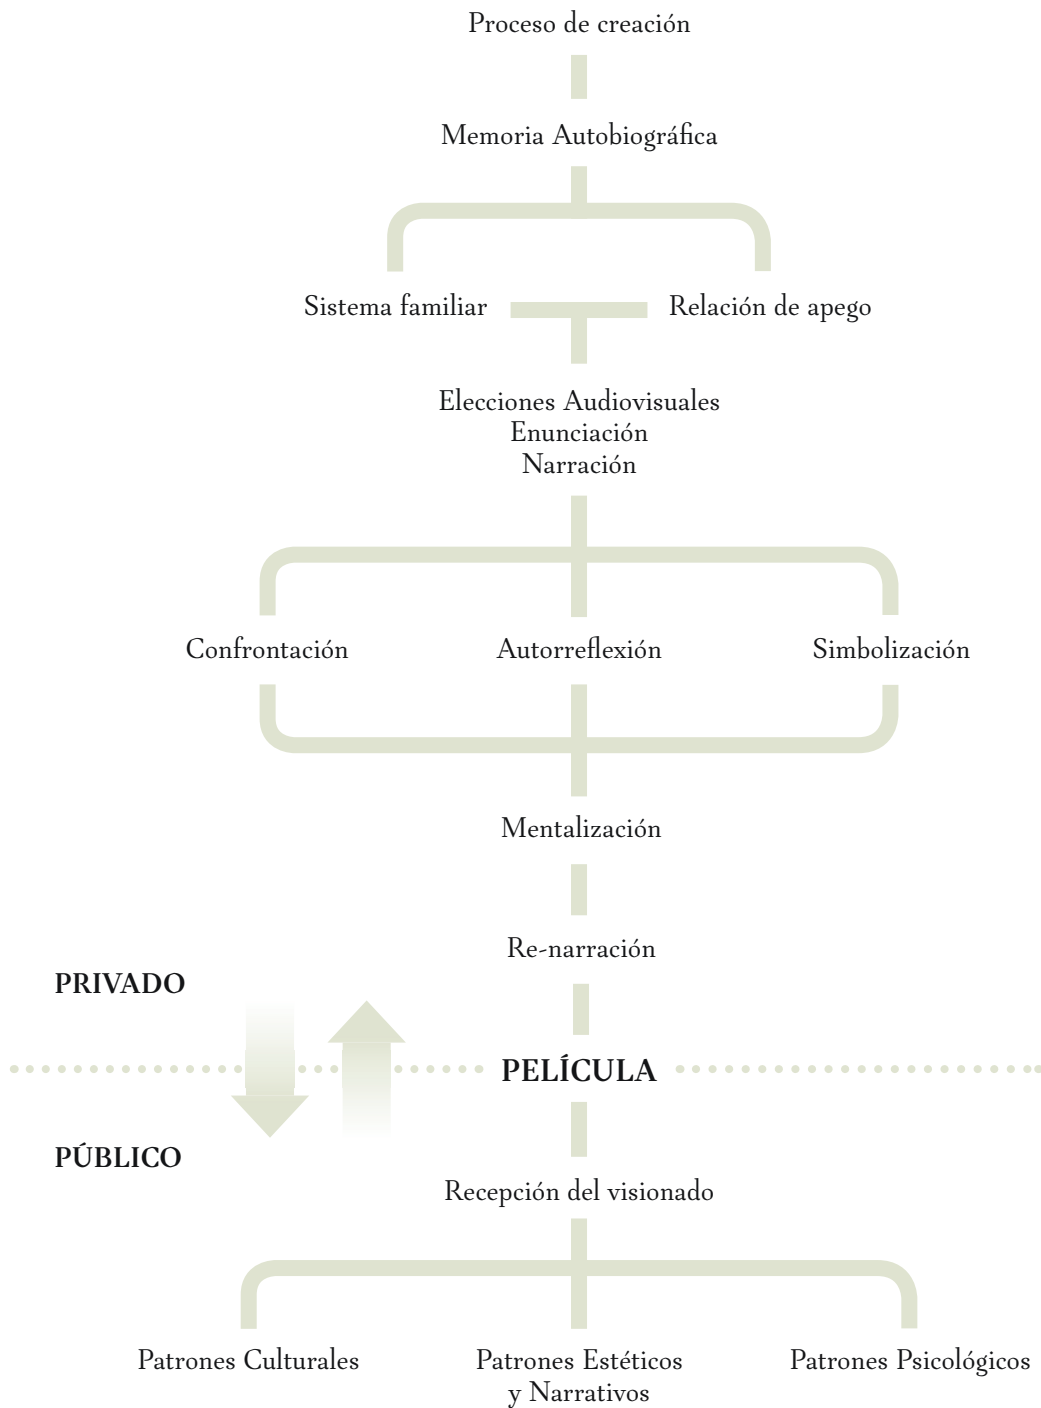 Proceso de creación
Memoria Autobiográfica
Sistema familiar
Relación de apego
Elecciones Audiovisuales
Enunciación
Narración
Confrontación
Autorreflexión
Simbolización
Mentalización
Re-narración
PRIVADO
PELÍCULA
PÚBLICO
Recepción del visionado
Patrones Culturales
Patrones Estéticos
y Narrativos
Patrones Psicológicos